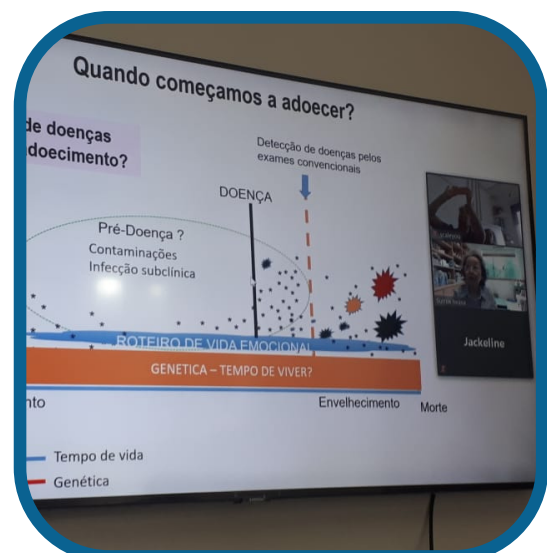 Quando começamos a adoecer?
de doenças
doecimento?
Detecção de doenças pelos
exames convencionais
DOENÇA
Pré-Doença ?
Contaminações
Infecção subclínica
ROTEIRO DE VIDA EMOCIONAL
GENETICA – TEMPO DE VIVER?
nto
Envelhecimento
Morte
Tempo de vida
Genética
Jackeline